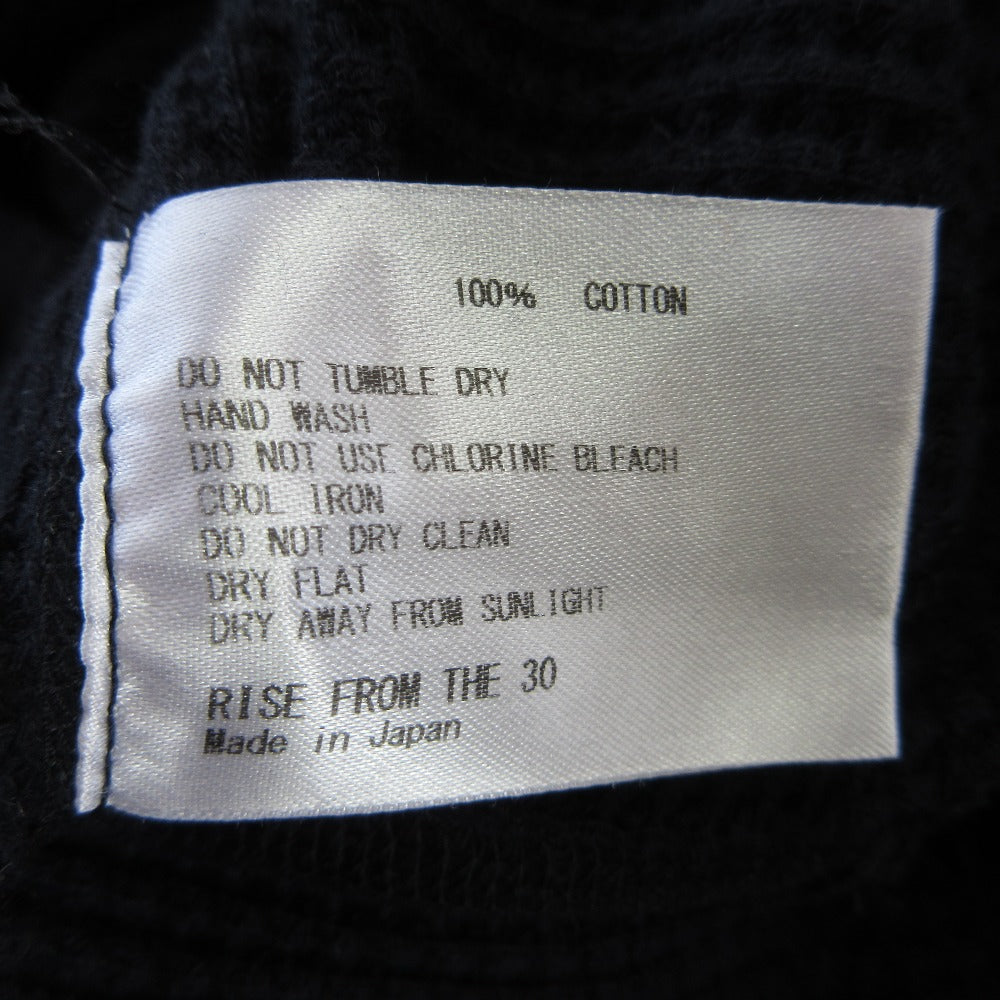 100% COTTON
DO NOT TUMBLE DRY
HAND WASH
DO NOT USE CHLORINE BLEACH
COOL IRON
DO NOT DRY CLEAN
DRY FLAT
DRY AWAY FROM SUNLIGHT
RISE FROM THE 30
Made in Japan